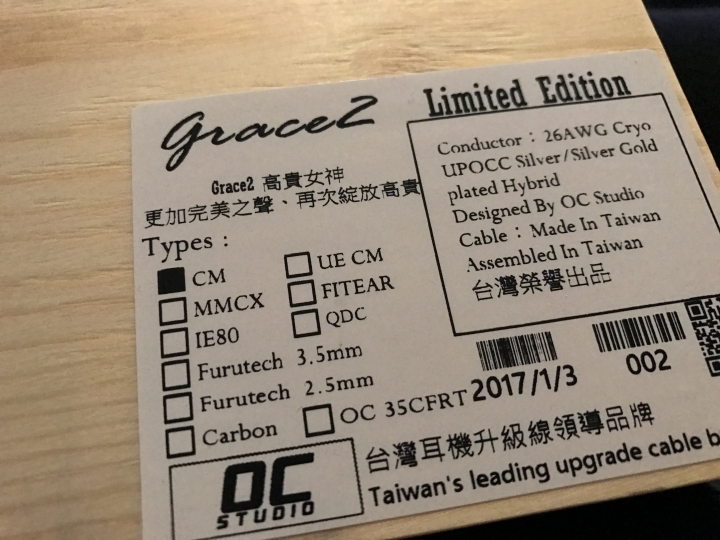 Grace2
Limited Edition
Grace2 高貴女神
更加完美之聲、再次綻放高貴
Conductor：26AWG Cryo
UPOCC Silver/Silver Gold
plated Hybrid
Designed By OC Studio
Cable：Made In Taiwan
Assembled In Taiwan
台灣榮譽出品
Types :
CM
UE CM
MMCX
FITEAR
IE80
QDC
Furutech 3.5mm
Furutech 2.5mm
Carbon
OC 35CFRT
2017/1/3
002
OC
STUDIO
台灣耳機升級線領導品牌
Taiwan's leading upgrade cable b